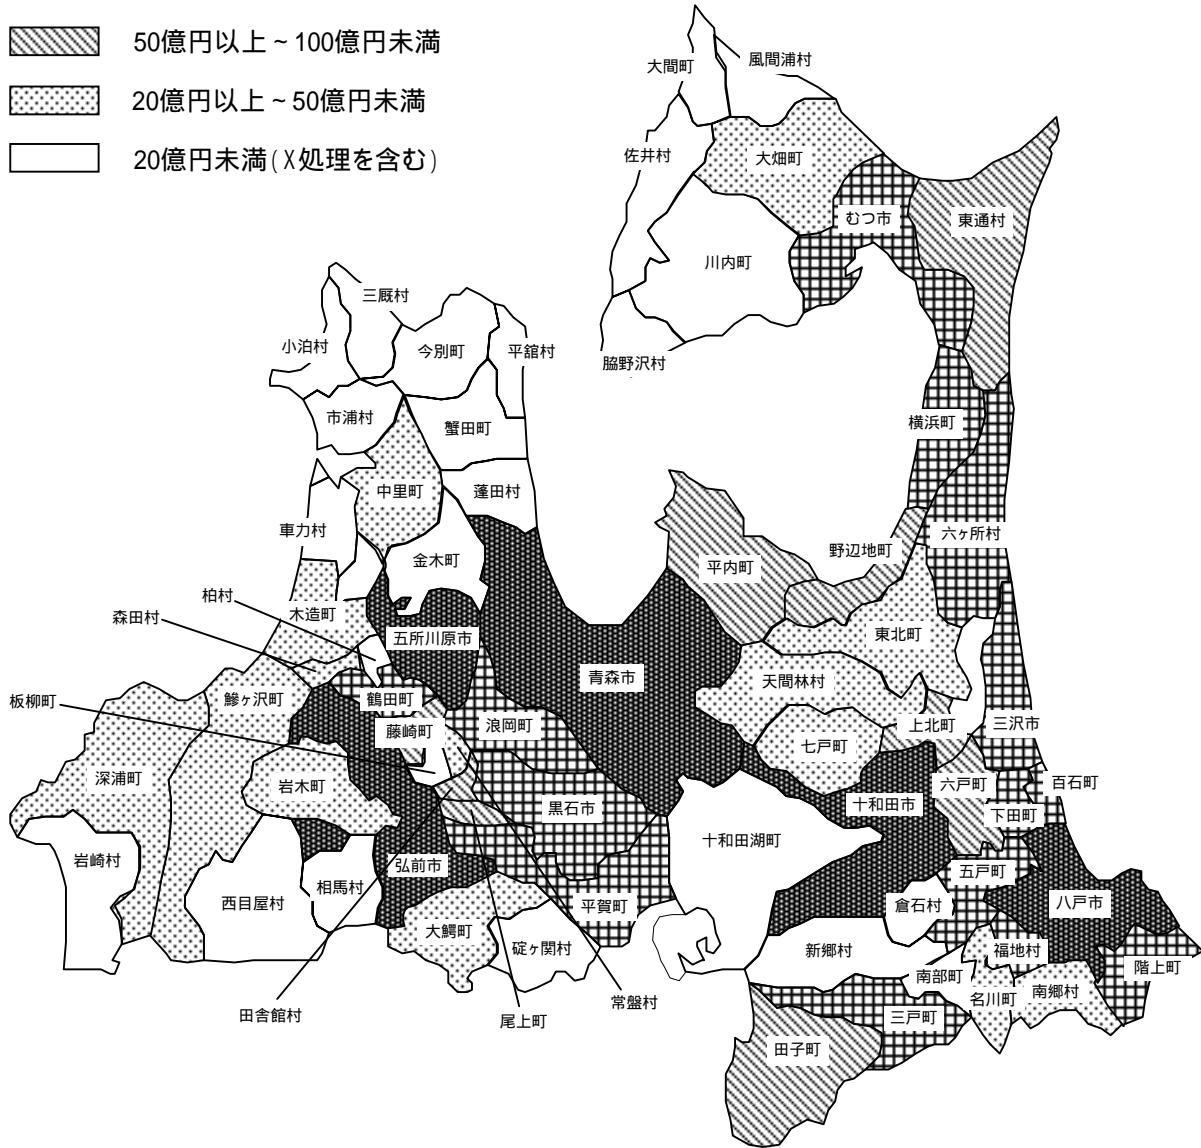 50億円以上~100億円未満
20億円以上~50億円未満
20億円未満(X処理を含む)
大間町
風間浦村
佐井村
大畑町
むつ市
東通村
川内町
脇野沢村
三厩村
小泊村
今別町
平舘村
市浦村
蟹田町
横浜町
中里町
蓬田村
車力村
金木町
六ヶ所村
野辺地町
平内町
柏村
森田村
木造町
五所川原市
東北町
青森市
天間林村
板柳町
鰺ヶ沢町
鶴田町
藤崎町
浪岡町
上北町
三沢市
七戸町
深浦町
岩木町
黒石市
十和田市
六戸町
百石町
下田町
十和田湖町
岩崎村
弘前市
五戸町
相馬村
西目屋村
平賀町
倉石村
八戸市
大鰐町
碇ヶ関村
新郷村
福地村
階上町
南部町
名川町
南郷村
田舎館村
尾上町
常盤村
三戸町
田子町